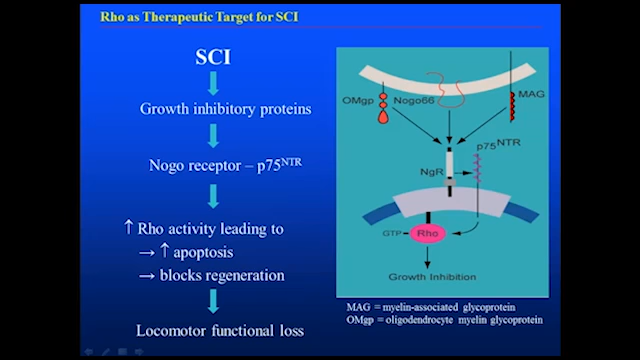 Rho as Therapeutic Target for SCI
SCI
Growth inhibitory proteins
Nogo receptor – p75NTR
↑ Rho activity leading to
→ ↑ apoptosis
→ blocks regeneration
Locomotor functional loss
OMgp
Nogo66
MAG
p75NTR
NgR
GTP
Rho
Growth Inhibition
MAG = myelin-associated glycoprotein
OMgp = oligodendrocyte myelin glycoprotein